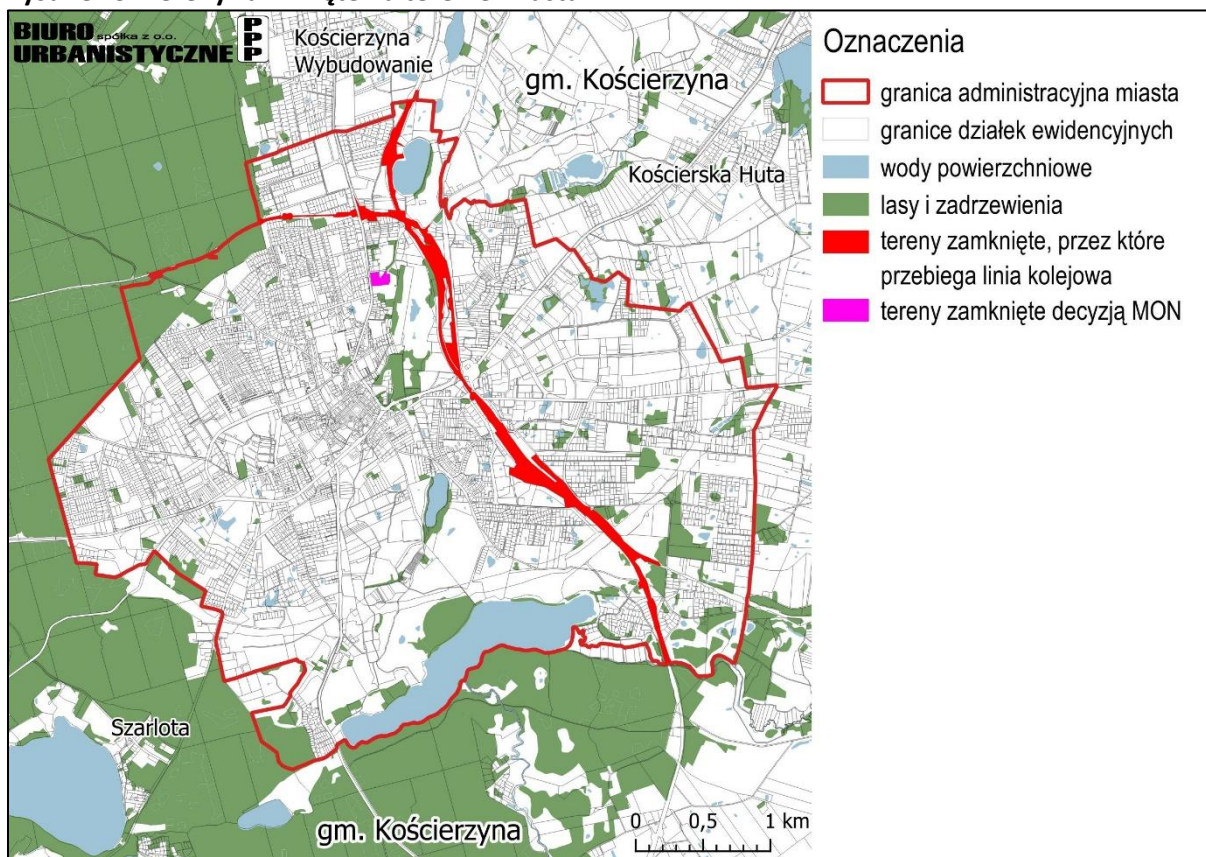 BIURO spółka z o.o.
URBANISTYCZNE
PPP
Kościerzyna
Wybudowanie
gm. Kościerzyna
Kościerska Huta
Szarlota
gm. Kościerzyna
0 0,5 1 km
Oznaczenia
granica administracyjna miasta
granice działek ewidencyjnych
wody powierzchniowe
lasy i zadrzewienia
tereny zamknięte, przez które
przebiega linia kolejowa
tereny zamknięte decyzją MON